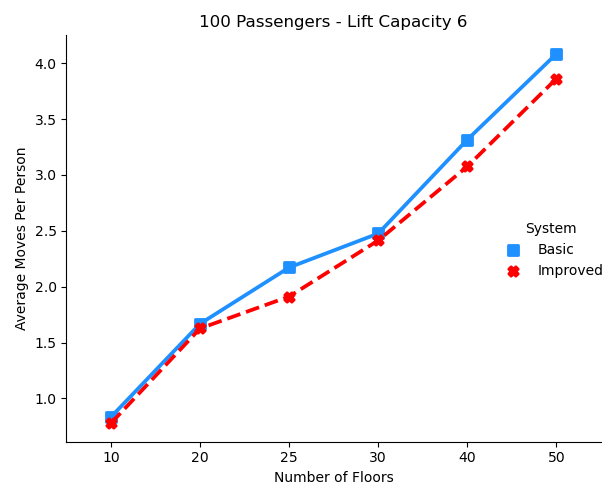 100 Passengers - Lift Capacity 6
Average Moves Per Person
4.0
3.5
3.0
2.5
2.0
1.5
1.0
System
Basic
Improved
10 20 25 30 40 50
Number of Floors